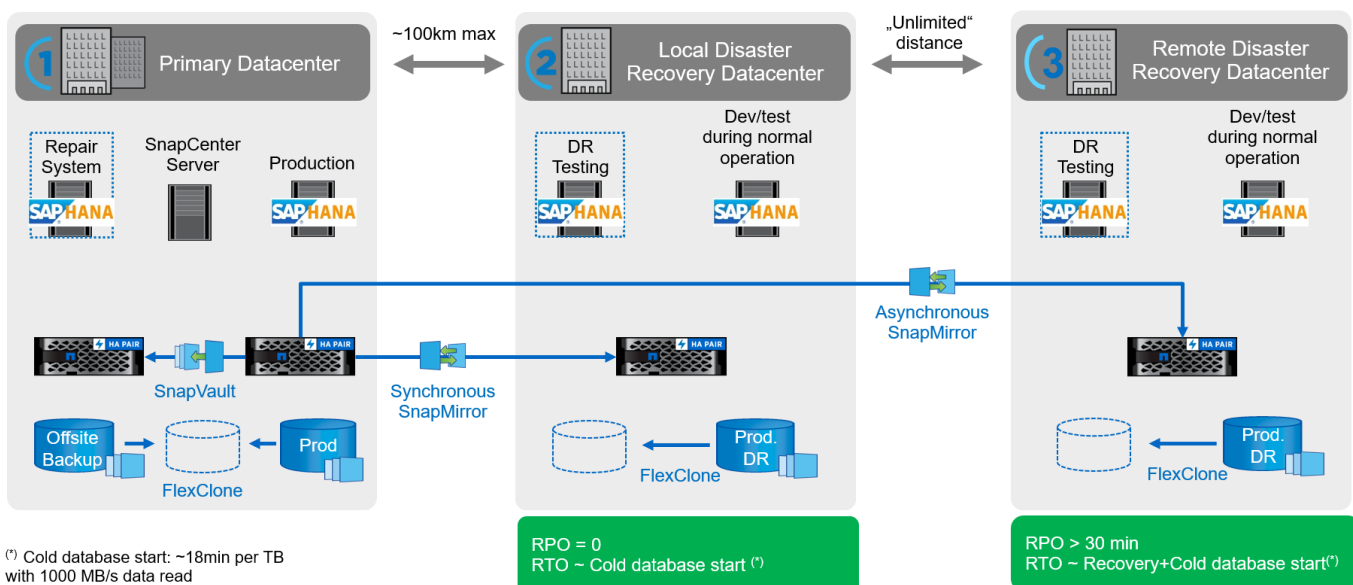 1
Primary Datacenter
~100km max
2
Local Disaster
Recovery Datacenter
„Unlimited“
distance
3
Remote Disaster
Recovery Datacenter
Repair
System
SAP HANA
SnapCenter
Server
Production
SAP HANA
DR
Testing
SAP HANA
Dev/test
during normal
operation
SAP HANA
DR
Testing
SAP HANA
Dev/test
during normal
operation
SAP HANA
Asynchronous
SnapMirror
HA PAIR
SnapVault
HA PAIR
Synchronous
SnapMirror
HA PAIR
HA PAIR
Offsite
Backup
FlexClone
Prod
FlexClone
Prod.
DR
FlexClone
Prod.
DR
(*) Cold database start: ~18min per TB
with 1000 MB/s data read
RPO = 0
RTO ~ Cold database start (*)
RPO > 30 min
RTO ~ Recovery+Cold database start(*)